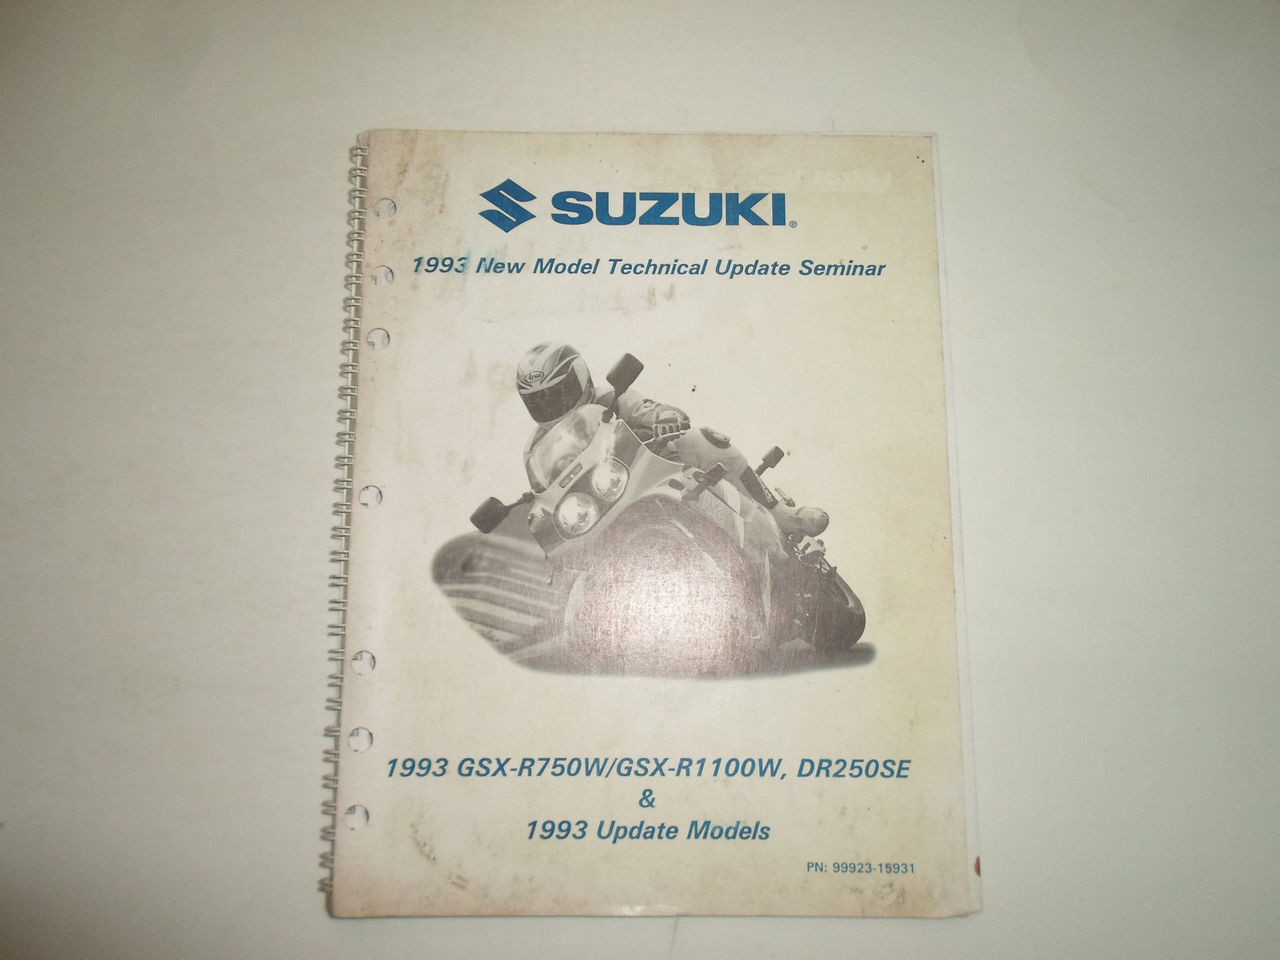 SUZUKI®
1993 New Model Technical Update Seminar
Arai
1993 GSX-R750W/GSX-R1100W, DR250SE
&
1993 Update Models
PN: 99923-15931